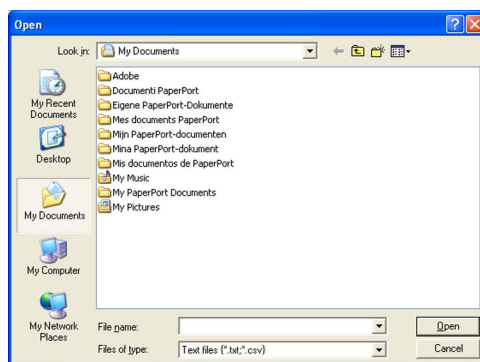 Open
Look in: My Documents
My Recent
Documents
Desktop
My Documents
My Computer
My Network
Places
Adobe
Documenti PaperPort
Eigene PaperPort-Dokumente
Mes documents PaperPort
Mijn PaperPort-documenten
Mina PaperPort-dokument
Mis documentos de PaperPort
My Music
My PaperPort Documents
My Pictures
File name:
Open
Files of type: Text files {*.txt;*.csv}
Cancel